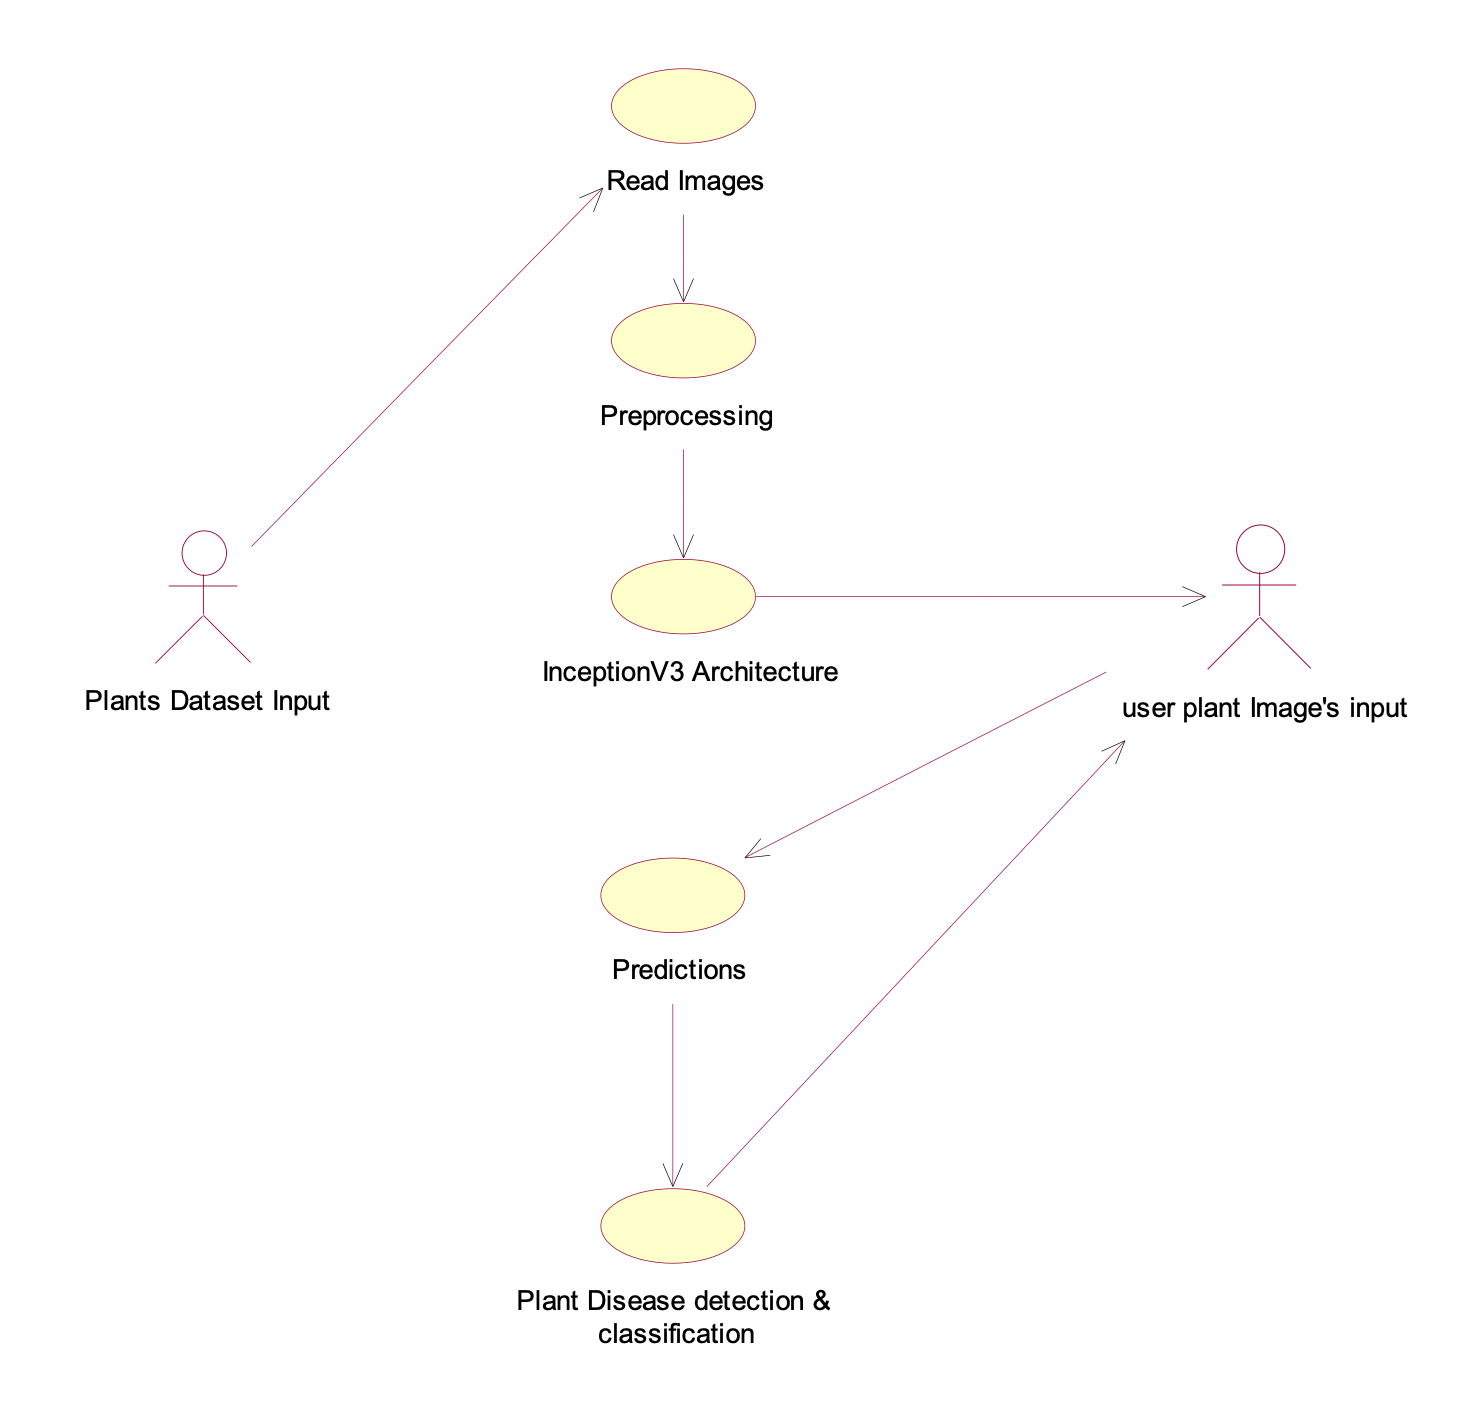 Read Images
Preprocessing
InceptionV3 Architecture
Plants Dataset Input
user plant Image's input
Predictions
Plant Disease detection &
classification